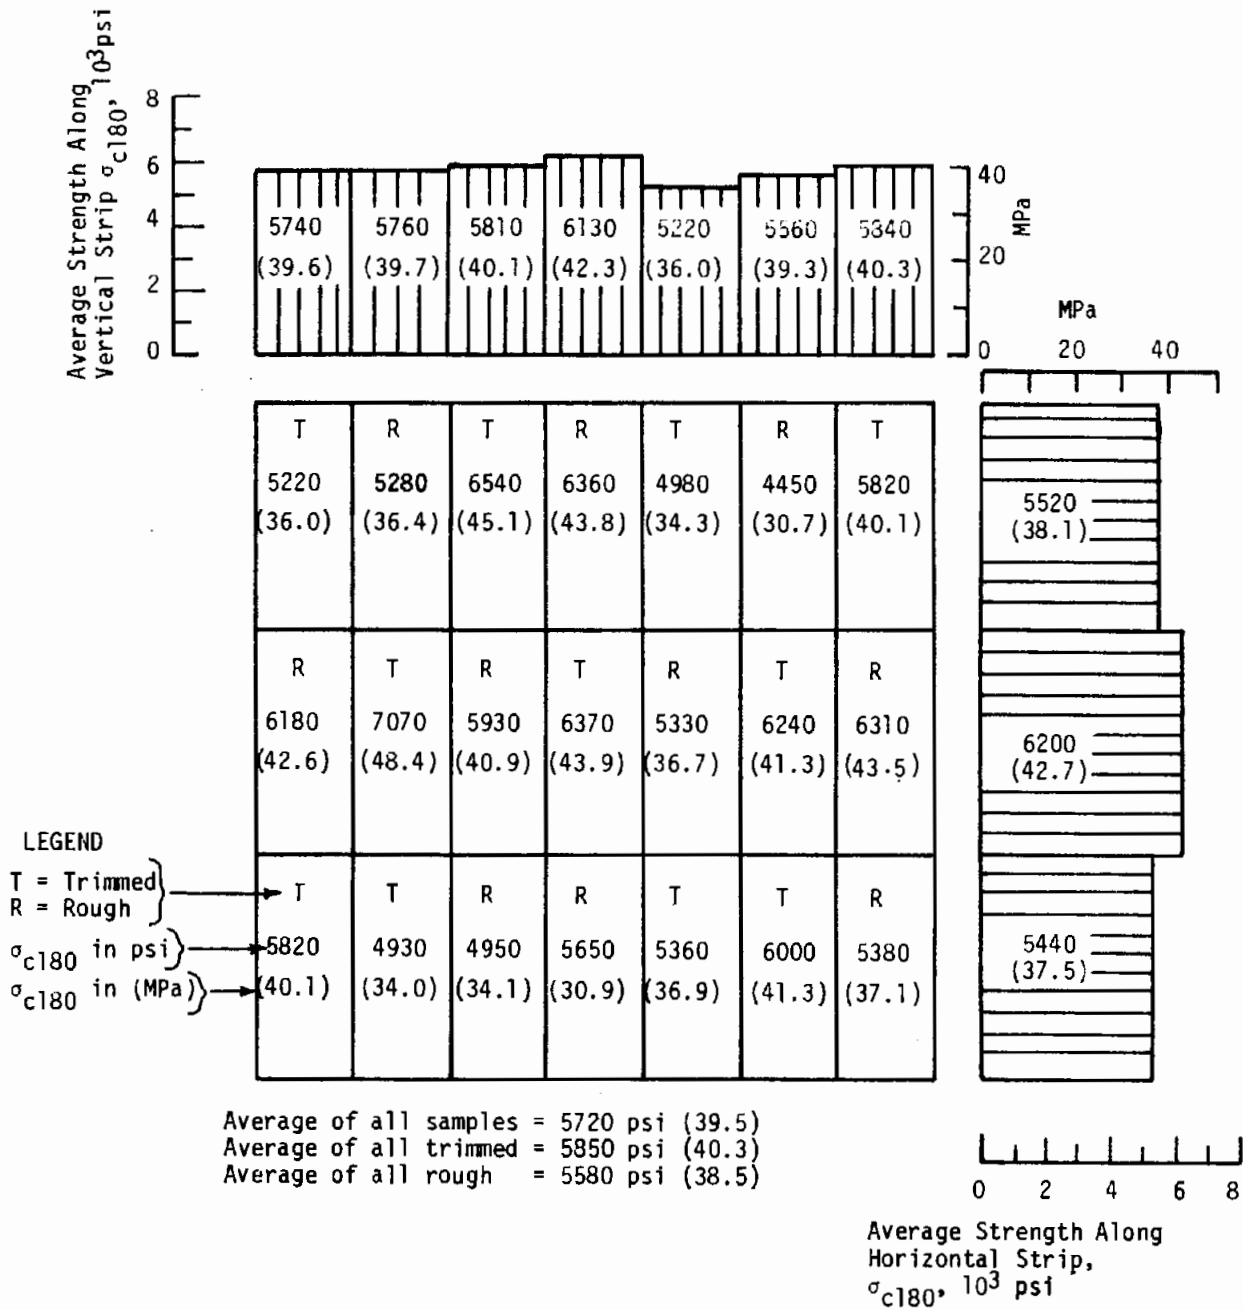 Average Strength Along
Vertical Strip σc180, 10³psi
8
6
4
2
0
5740 5760 5810 6130 5220 5560 5340
(39.6) (39.7) (40.1) (42.3) (36.0) (39.3) (40.3)
40
20
0
MPa
MPa
20 40
T R T R T R T
5220 5280 6540 6360 4980 4450 5820
(36.0) (36.4) (45.1) (43.8) (34.3) (30.7) (40.1)
5520
(38.1)
R T R T R T R
6180 7070 5930 6370 5330 6240 6310
(42.6) (48.4) (40.9) (43.9) (36.7) (41.3) (43.5)
6200
(42.7)
LEGEND
T = Trimmed
R = Rough
σc180 in psi
σc180 in (MPa)
T T R R T T R
5820 4930 4950 5650 5360 6000 5380
(40.1) (34.0) (34.1) (30.9) (36.9) (41.3) (37.1)
5440
(37.5)
Average of all samples = 5720 psi (39.5)
Average of all trimmed = 5850 psi (40.3)
Average of all rough = 5580 psi (38.5)
0 2 4 6 8
Average Strength Along
Horizontal Strip,
σc180, 10³ psi